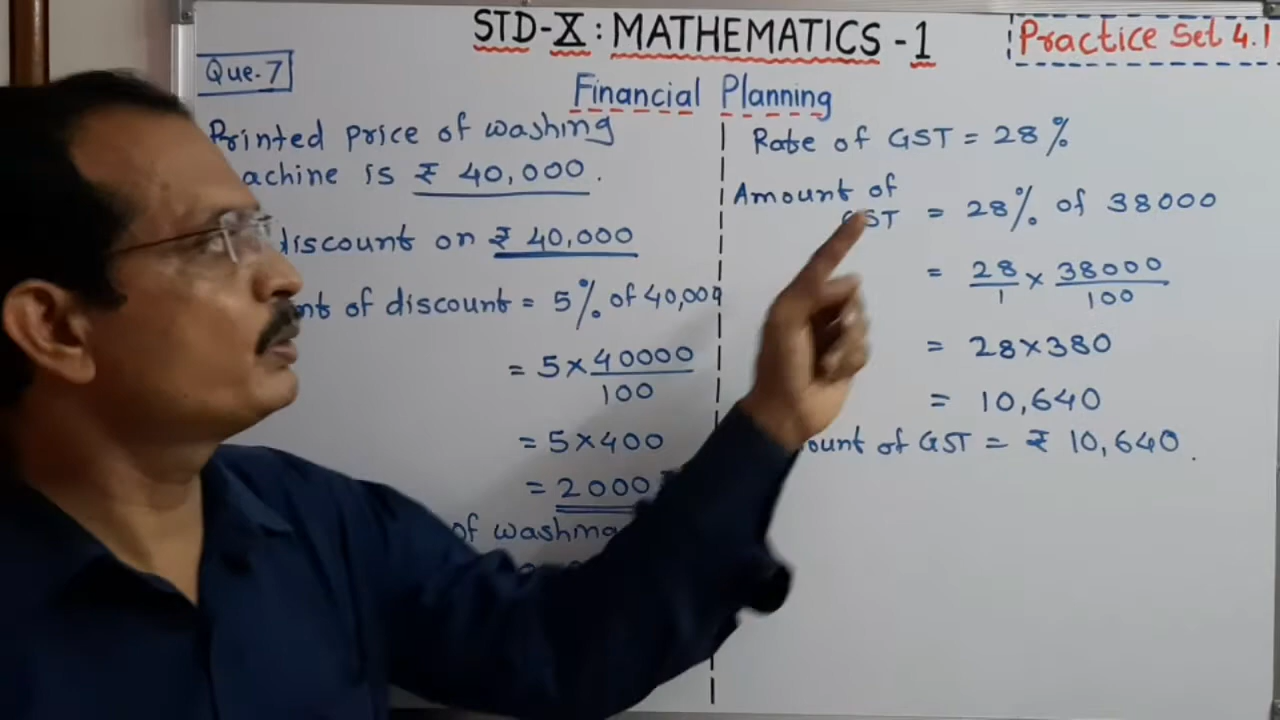 STD-X : MATHEMATICS -1
Practice Set 4.1
Que. 7
Financial Planning
Printed price of washing
achine is ₹ 40,000.
discount on ₹ 40,000
nt of discount = 5% of 40,000
= 5 × 40000 / 100
= 5 × 400
= 2000
of washing
Rate of GST = 28%
Amount of GST = 28% of 38000
= 28/1 × 38000/100
= 28 × 380
= 10,640
ount of GST = ₹ 10,640.